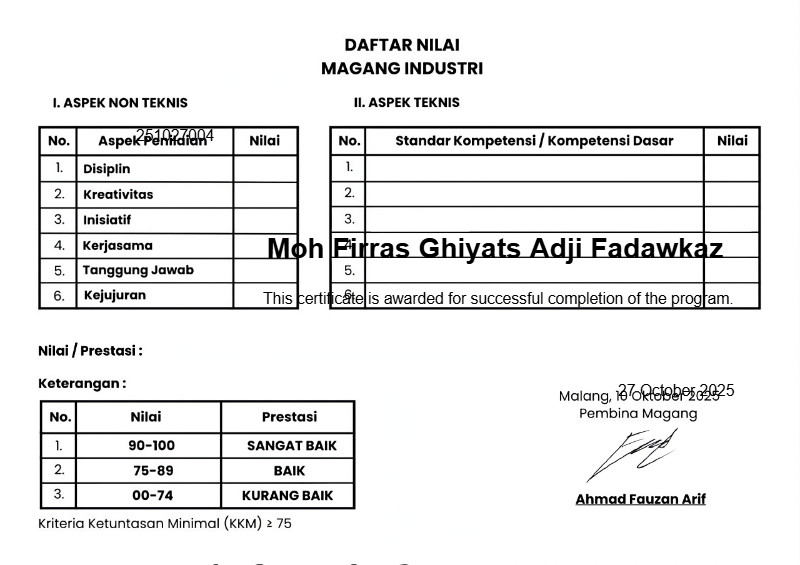 DAFTAR NILAI
MAGANG INDUSTRI
I. ASPEK NON TEKNIS
No. Aspek Penilaian Nilai
251027004
1. Disiplin
2. Kreativitas
3. Inisiatif
4. Kerjasama
5. Tanggung Jawab
6. Kejujuran
II. ASPEK TEKNIS
No. Standar Kompetensi / Kompetensi Dasar Nilai
1.
2.
3.
4.
5.
6.
Moh Firras Ghiyats Adji Fadawkaz
This certificate is awarded for successful completion of the program.
Nilai / Prestasi :
Keterangan :
No. Nilai Prestasi
1. 90-100 SANGAT BAIK
2. 75-89 BAIK
3. 00-74 KURANG BAIK
Kriteria Ketuntasan Minimal (KKM) ≥ 75
27 October 2025
Malang, 10 Oktober 2025
Pembina Magang
Ahmad Fauzan Arif